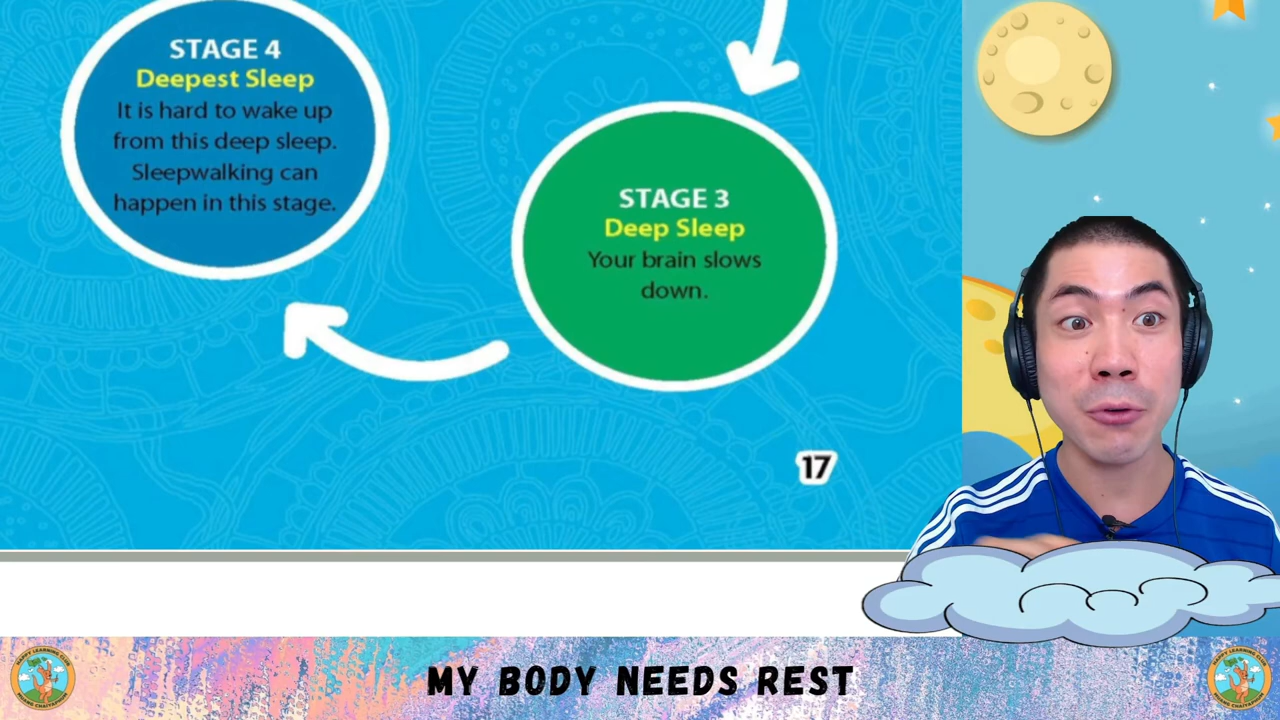 STAGE 4
Deepest Sleep
It is hard to wake up
from this deep sleep.
Sleepwalking can
happen in this stage.
STAGE 3
Deep Sleep
Your brain slows
down.
17
MY BODY NEEDS REST